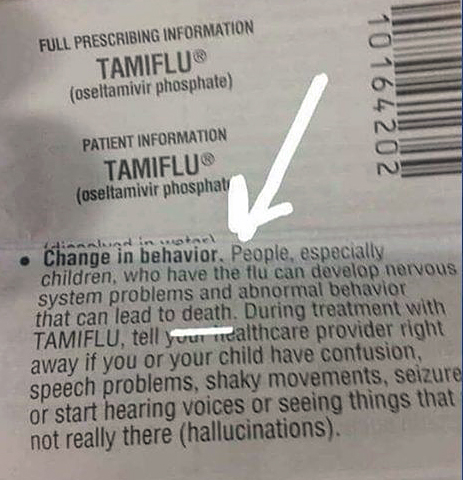 FULL PRESCRIBING INFORMATION
TAMIFLU®
(oseltamivir phosphate)
10164202
PATIENT INFORMATION
TAMIFLU®
(oseltamivir phosphat
(dissolved in water)
• Change in behavior. People, especially
children, who have the flu can develop nervous
system problems and abnormal behavior
that can lead to death. During treatment with
TAMIFLU, tell your healthcare provider right
away if you or your child have confusion,
speech problems, shaky movements, seizure
or start hearing voices or seeing things that
not really there (hallucinations).